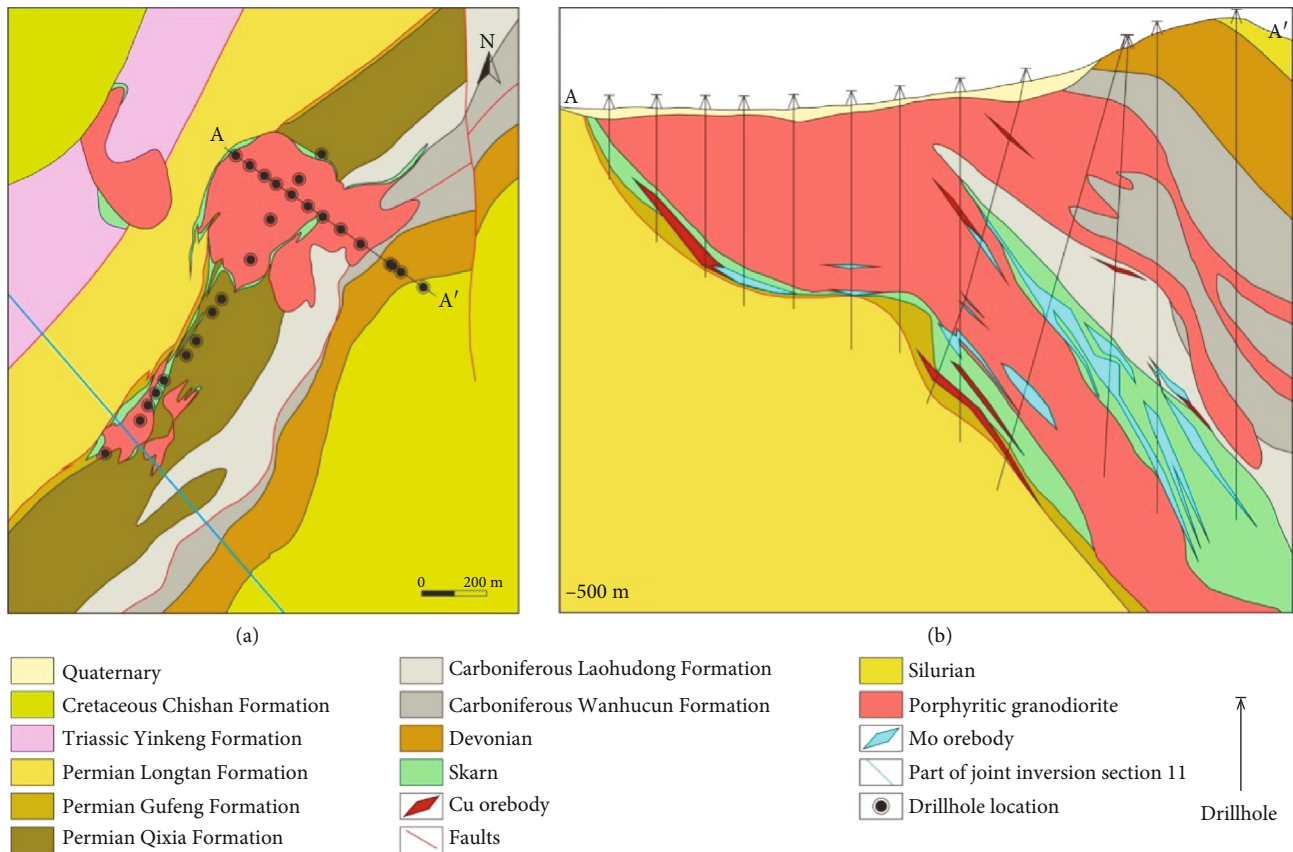 N
A
A′
0 200 m
A
A′
–500 m
(a)
(b)
Quaternary
Cretaceous Chishan Formation
Triassic Yinkeng Formation
Permian Longtan Formation
Permian Gufeng Formation
Permian Qixia Formation
Carboniferous Laohudong Formation
Carboniferous Wanhucun Formation
Devonian
Skarn
Cu orebody
Faults
Silurian
Porphyritic granodiorite
Mo orebody
Part of joint inversion section 11
Drillhole location
Drillhole